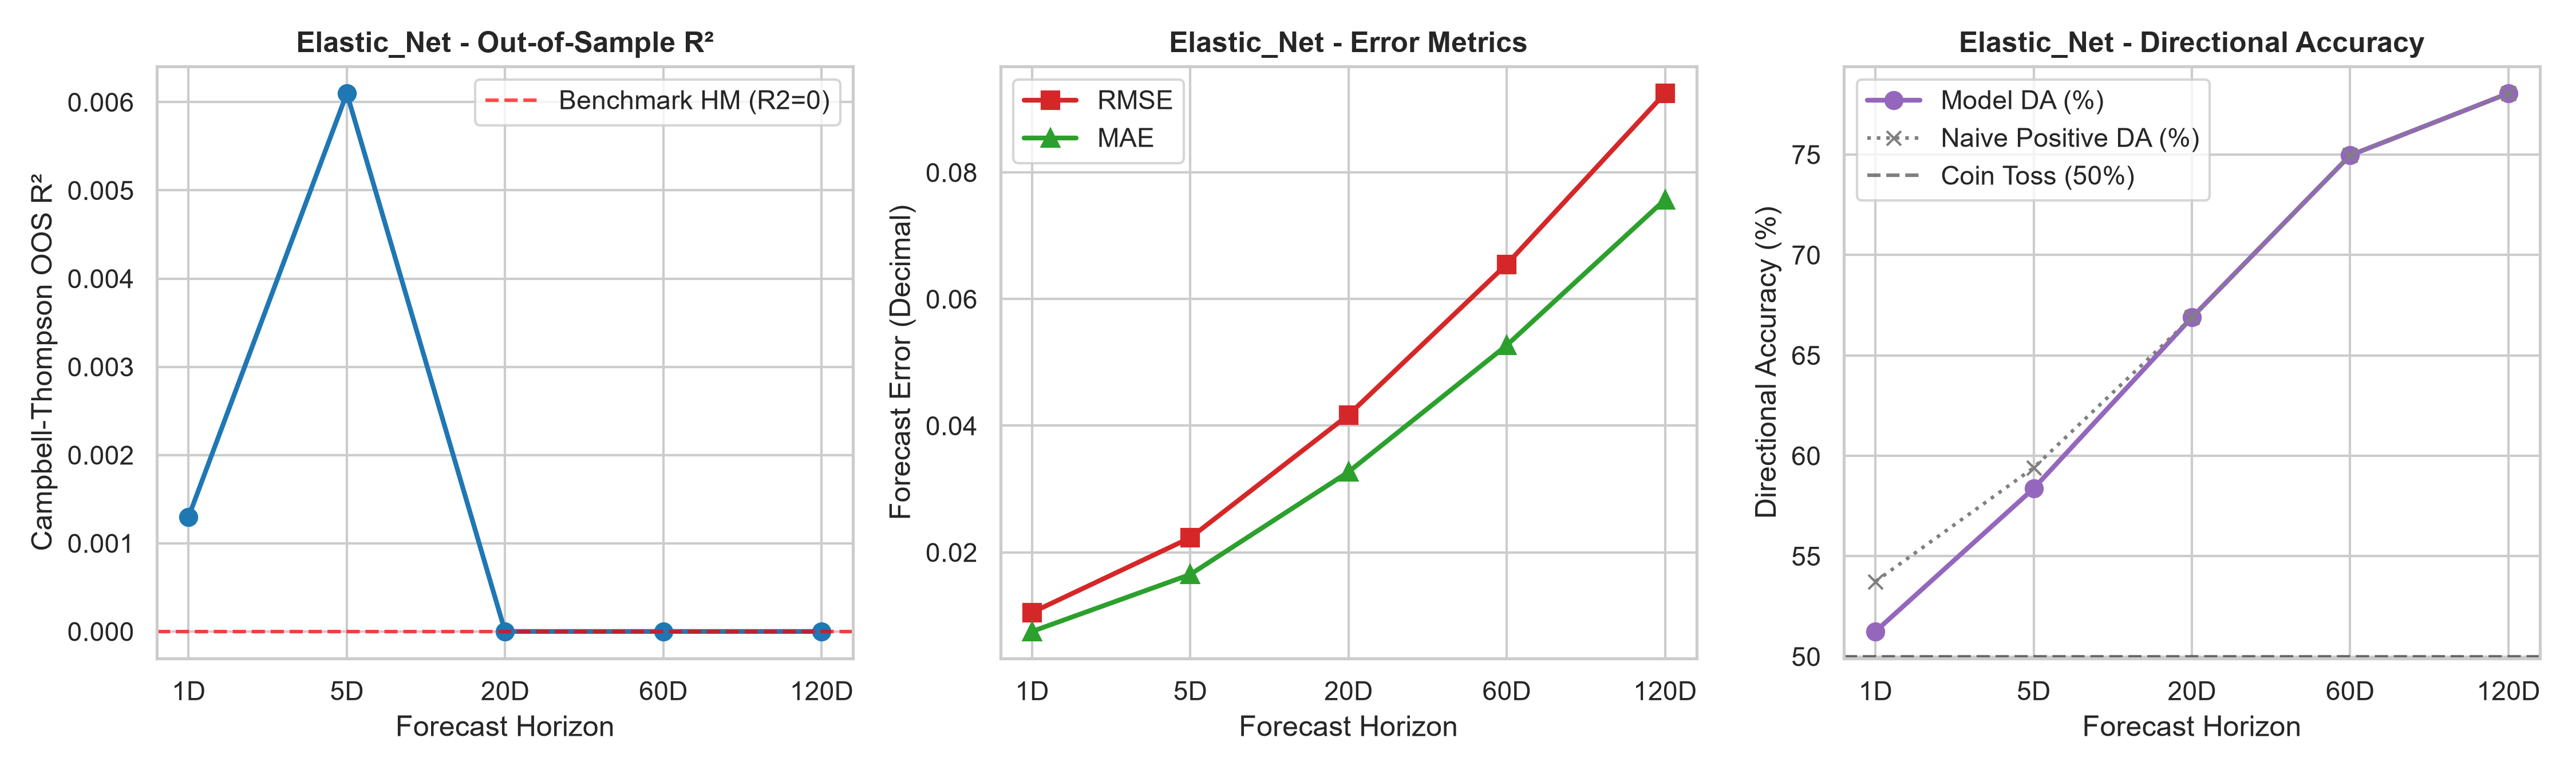 Elastic_Net - Out-of-Sample R²
Campbell-Thompson OOS R²
0.006
0.005
0.004
0.003
0.002
0.001
0.000
Benchmark HM (R2=0)
1D 5D 20D 60D 120D
Forecast Horizon
Elastic_Net - Error Metrics
Forecast Error (Decimal)
0.08
0.06
0.04
0.02
RMSE
MAE
1D 5D 20D 60D 120D
Forecast Horizon
Elastic_Net - Directional Accuracy
Directional Accuracy (%)
75
70
65
60
55
50
Model DA (%)
Naive Positive DA (%)
Coin Toss (50%)
1D 5D 20D 60D 120D
Forecast Horizon